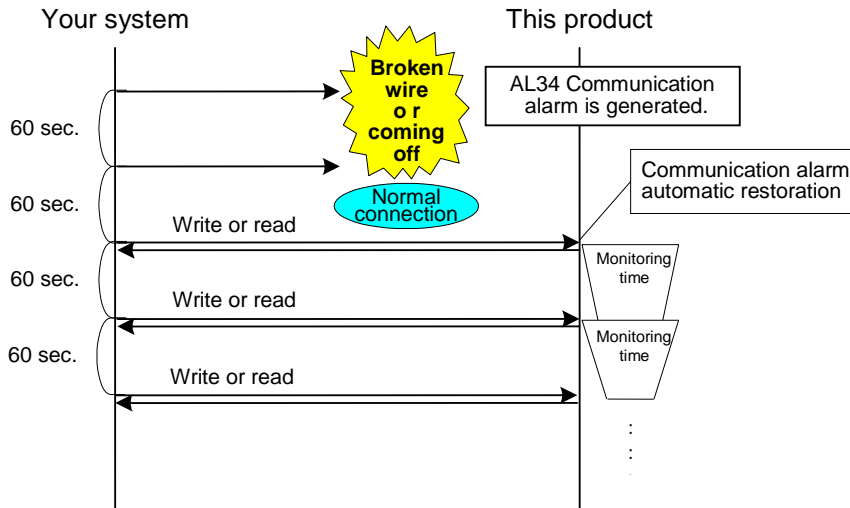 Your system
This product
Broken
wire
o r
coming
off
AL34 Communication
alarm is generated.
60 sec.
Communication alarm
automatic restoration
60 sec.
Normal
connection
Write or read
Monitoring
time
60 sec.
Write or read
Monitoring
time
60 sec.
Write or read
:
:
.